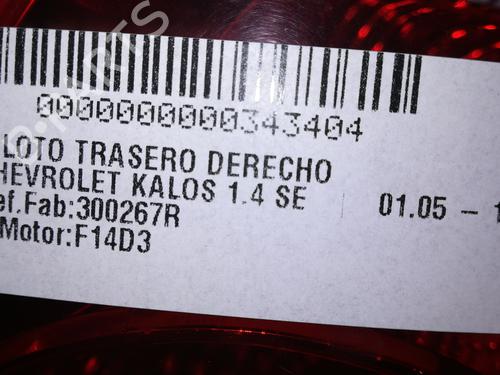 0000000000343404
LOTO TRASERO DERECHO
HEVROLET KALOS 1.4 SE
01.05 -
ef.Fab:300267R
Motor:F14D3